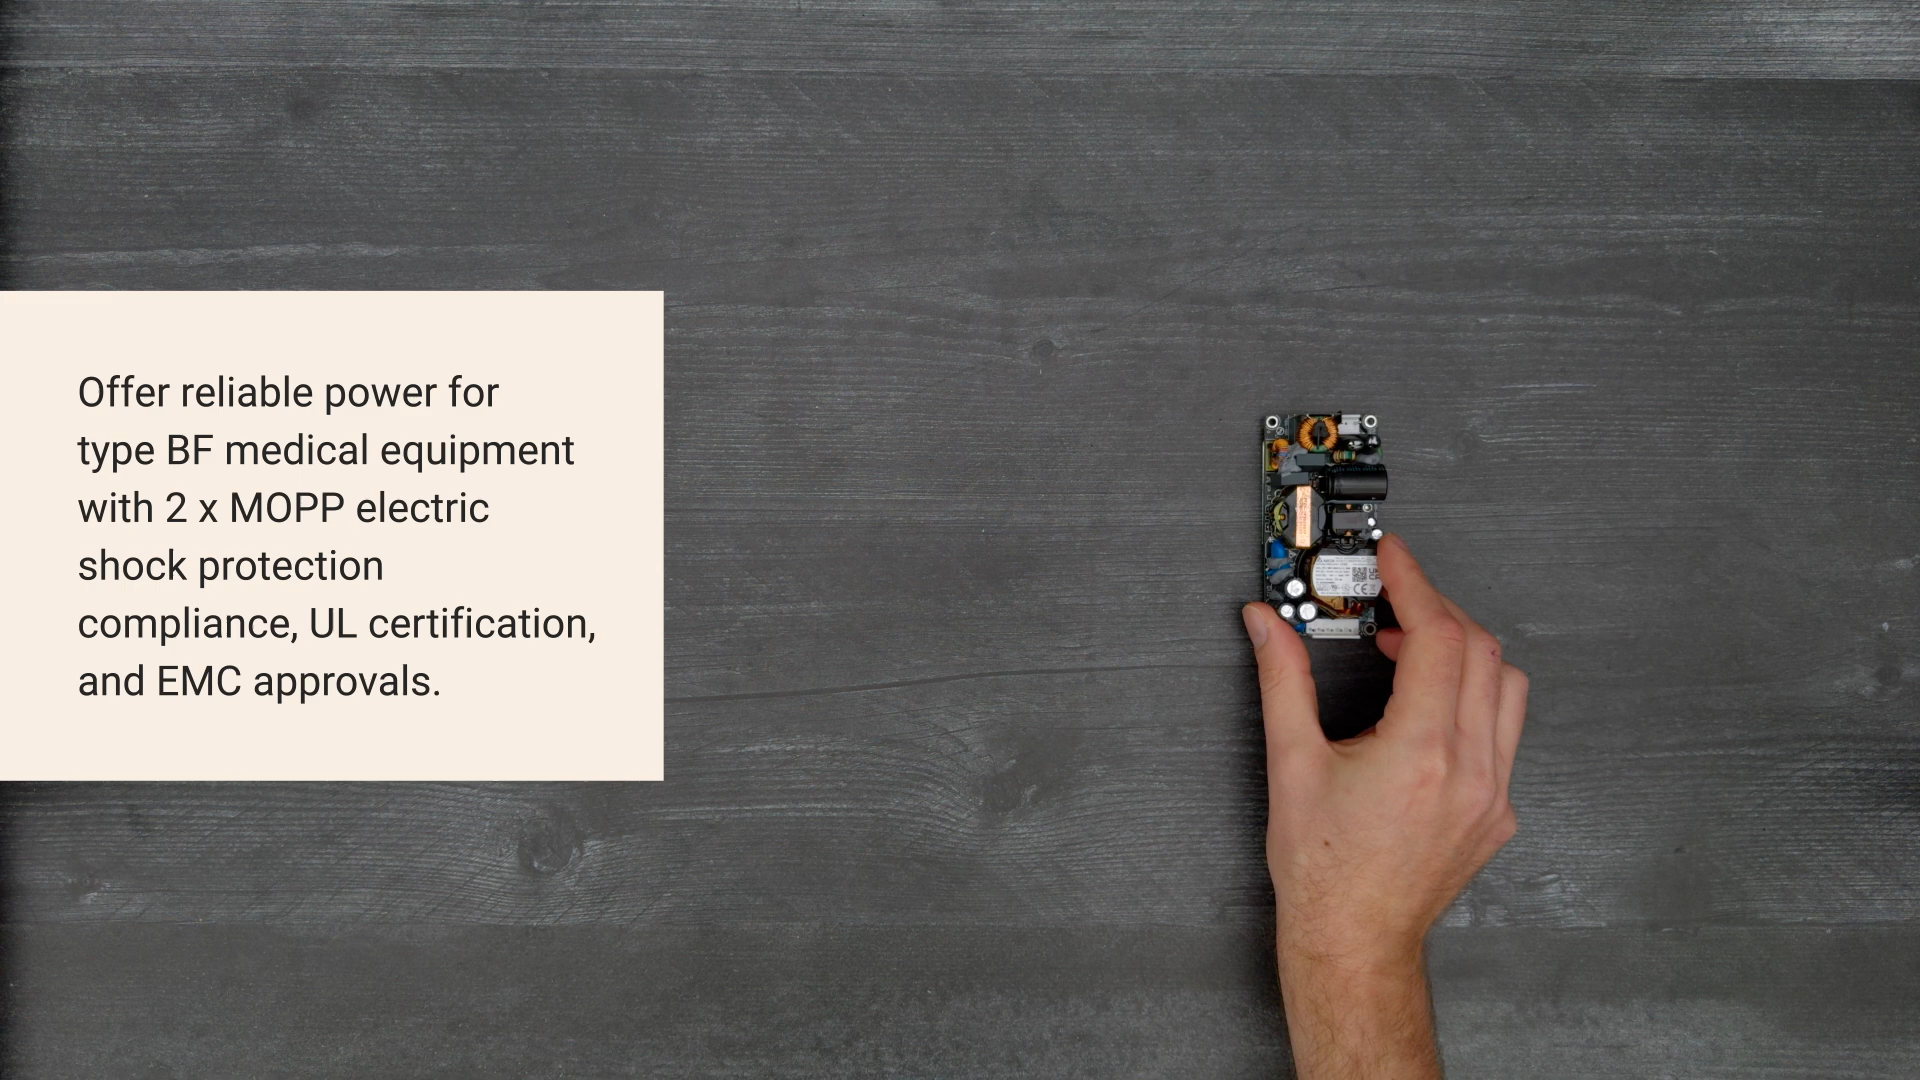 Offer reliable power for
type BF medical equipment
with 2 x MOPP electric
shock protection
compliance, UL certification,
and EMC approvals.